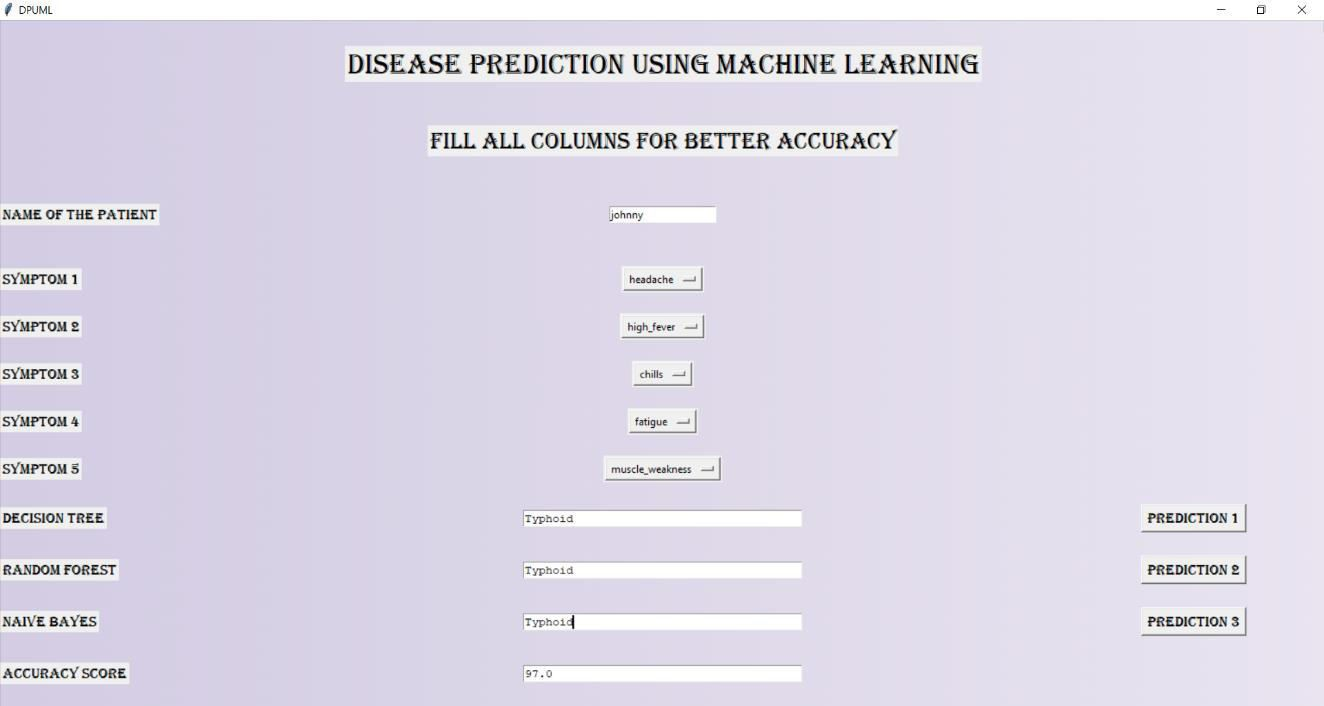 DPUML
DISEASE PREDICTION USING MACHINE LEARNING
FILL ALL COLUMNS FOR BETTER ACCURACY
NAME OF THE PATIENT johnny
SYMPTOM 1 headache
SYMPTOM 2 high_fever
SYMPTOM 3 chills
SYMPTOM 4 fatigue
SYMPTOM 5 muscle_weakness
DECISION TREE Typhoid PREDICTION 1
RANDOM FOREST Typhoid PREDICTION 2
NAIVE BAYES Typhoid PREDICTION 3
ACCURACY SCORE 97.0